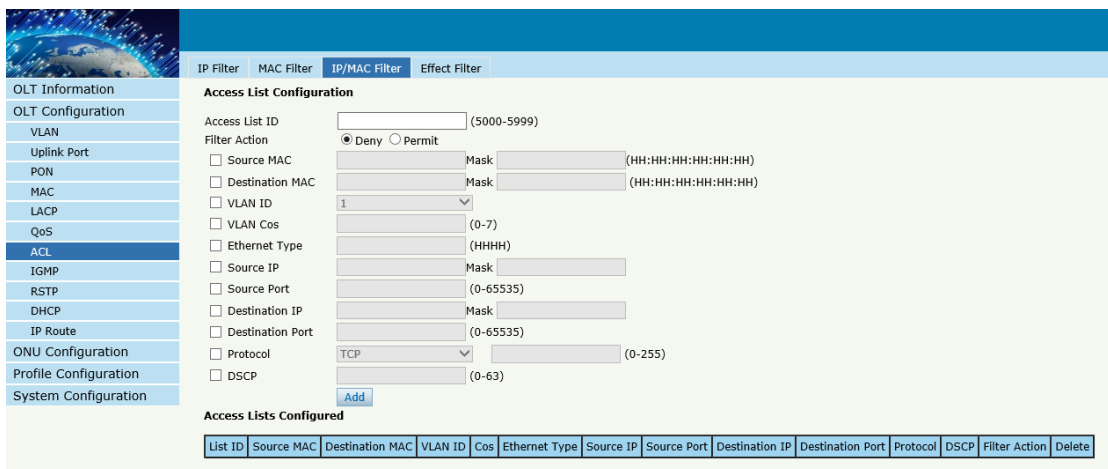 IP Filter MAC Filter IP/MAC Filter Effect Filter
OLT Information
OLT Configuration
VLAN
Uplink Port
PON
MAC
LACP
QoS
ACL
IGMP
RSTP
DHCP
IP Route
ONU Configuration
Profile Configuration
System Configuration
Access List Configuration
Access List ID (5000-5999)
Filter Action Deny Permit
Source MAC Mask (HH:HH:HH:HH:HH:HH)
Destination MAC Mask (HH:HH:HH:HH:HH:HH)
VLAN ID 1
VLAN Cos (0-7)
Ethernet Type (HHHH)
Source IP Mask
Source Port (0-65535)
Destination IP Mask
Destination Port (0-65535)
Protocol TCP (0-255)
DSCP (0-63)
Add
Access Lists Configured
List ID Source MAC Destination MAC VLAN ID Cos Ethernet Type Source IP Source Port Destination IP Destination Port Protocol DSCP Filter Action Delete